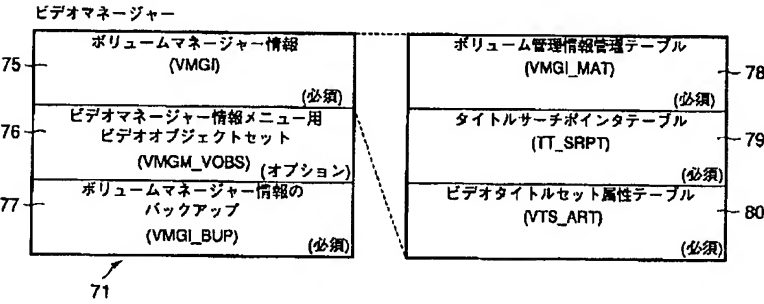 ビデオマネージャー
ボリュームマネージャー情報
(VMGI)
(必須)
75
ビデオマネージャー情報メニュー用
ビデオオブジェクトセット
(VMGM_VOBS)
(オプション)
76
ボリュームマネージャー情報の
バックアップ
(VMGI_BUP)
(必須)
77
71
ボリューム管理情報管理テーブル
(VMGI_MAT)
(必須)
78
タイトルサーチポインタテーブル
(TT_SRPT)
(必須)
79
ビデオタイトルセット属性テーブル
(VTS_ART)
(必須)
80